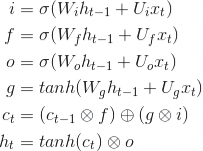 i = σ(W_i h_{t-1} + U_i x_t)
f = σ(W_f h_{t-1} + U_f x_t)
o = σ(W_o h_{t-1} + U_o x_t)
g = tanh(W_g h_{t-1} + U_g x_t)
c_t = (c_{t-1} ⊗ f) ⊕ (g ⊗ i)
h_t = tanh(c_t) ⊗ o